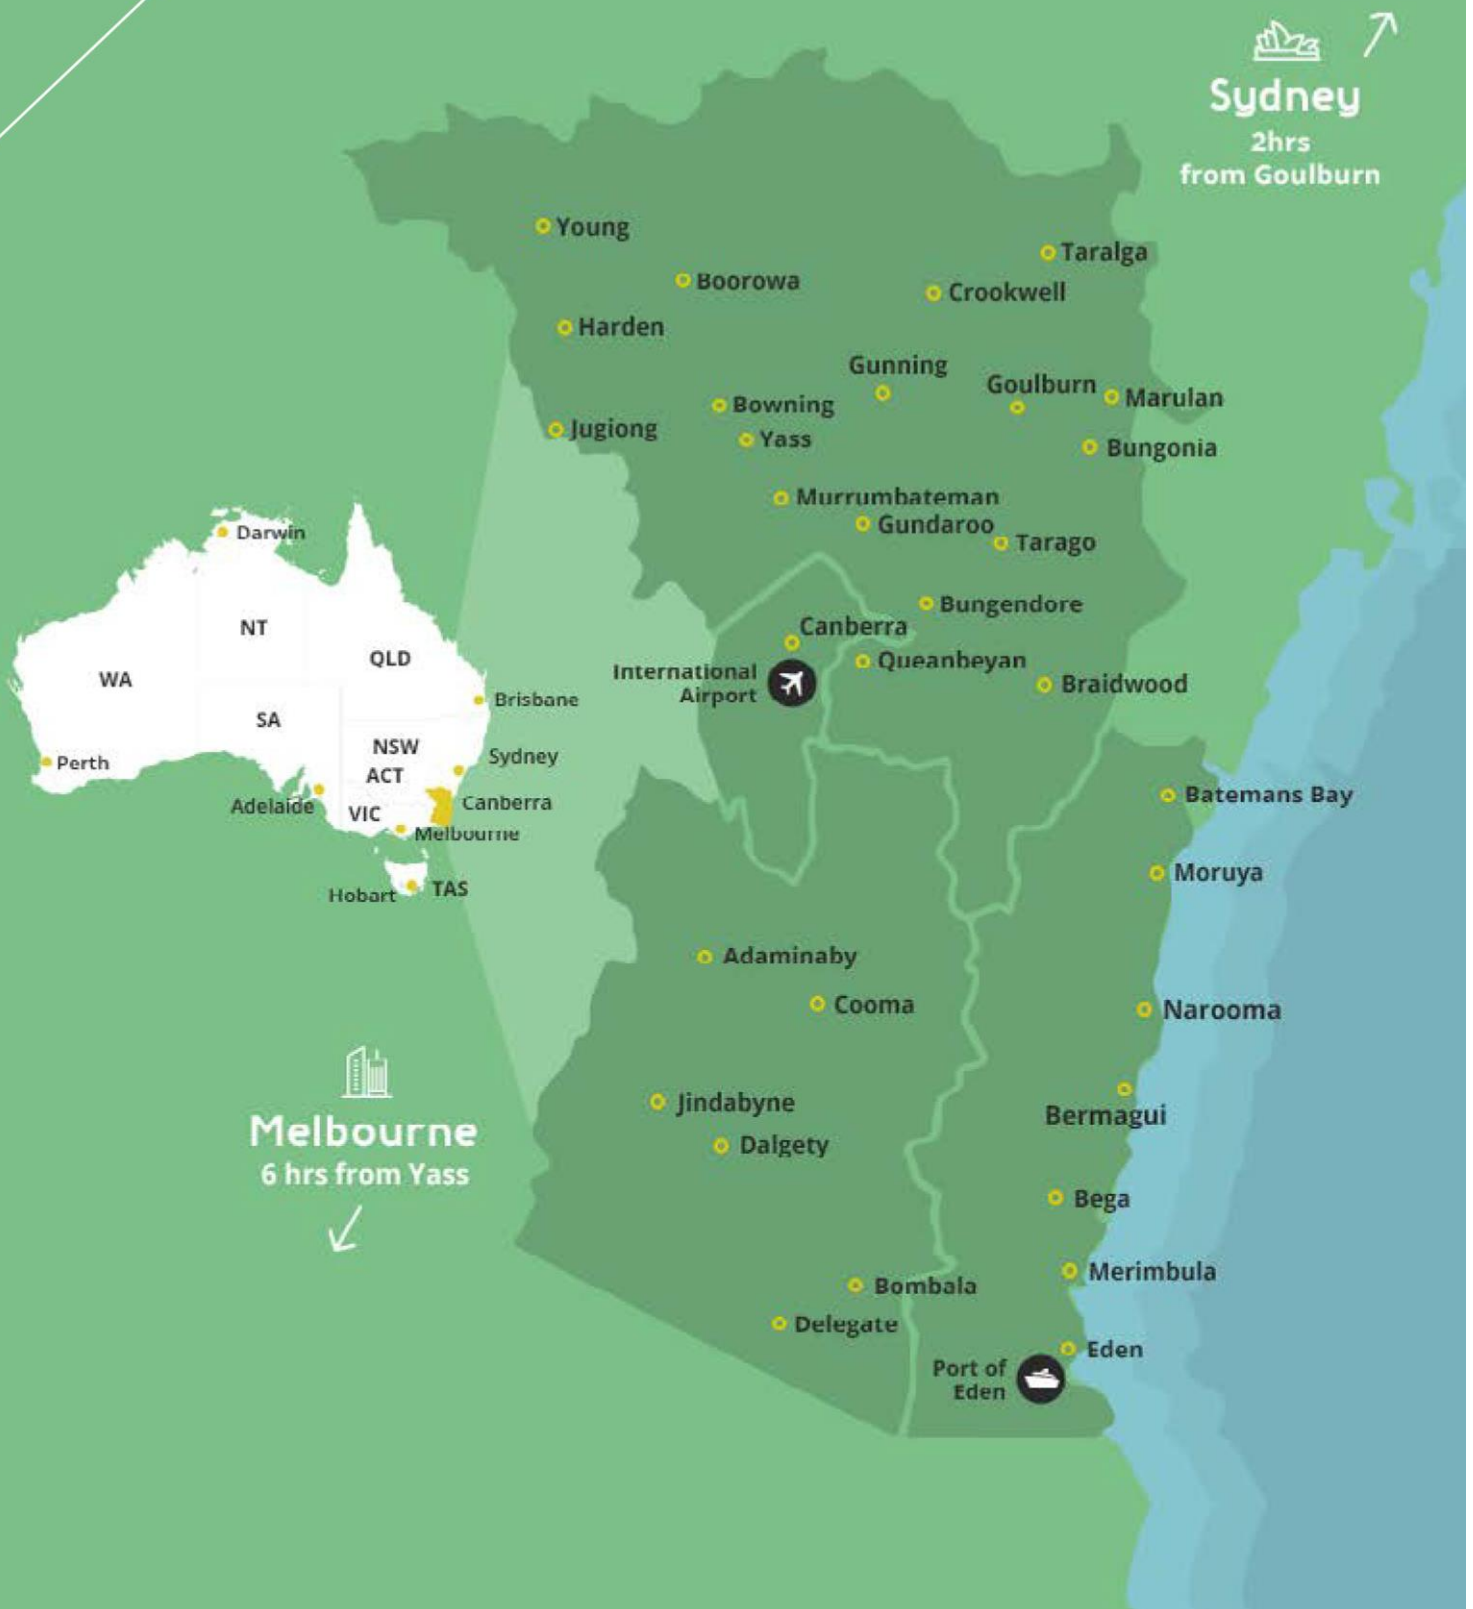 Sydney
2hrs
from Goulburn
Young
Taralga
Boorowa
Crookwell
Harden
Gunning
Goulburn
Marulan
Bowning
Jugiong
Yass
Bungonia
Murrumbateman
Gundaroo
Tarago
Bungendore
Canberra
International
Airport
Queanbeyan
Braidwood
Batemans Bay
Moruya
Adaminaby
Cooma
Narooma
Jindabyne
Bermagui
Dalgety
Bega
Merimbula
Bombala
Delegate
Eden
Port of
Eden
Darwin
NT
QLD
WA
Brisbane
SA
NSW
Sydney
Perth
ACT
Adelaide
VIC
Canberra
Melbourne
Hobart
TAS
Melbourne
6 hrs from Yass